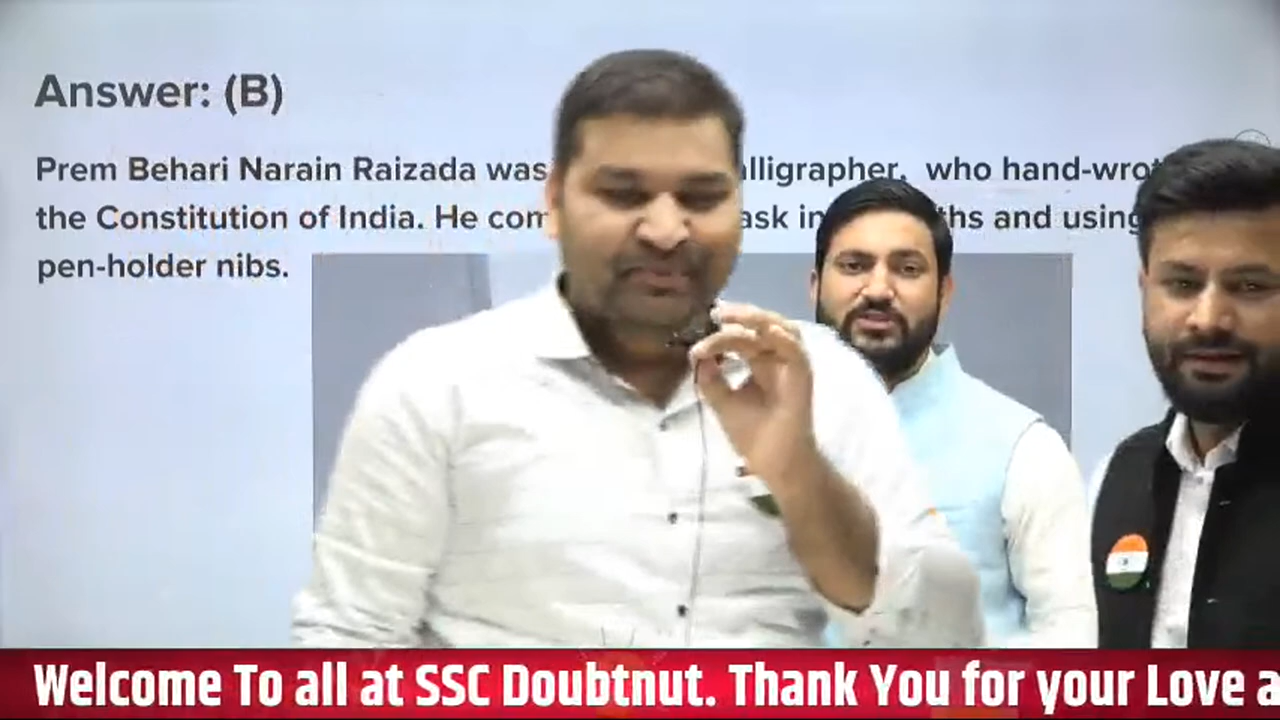 Answer: (B)
Prem Behari Narain Raizada was alligrapher. who hand-wrot
the Constitution of India. He com ask in ths and using
pen-holder nibs.
Welcome To all at SSC Doubtnut. Thank You for your Love a